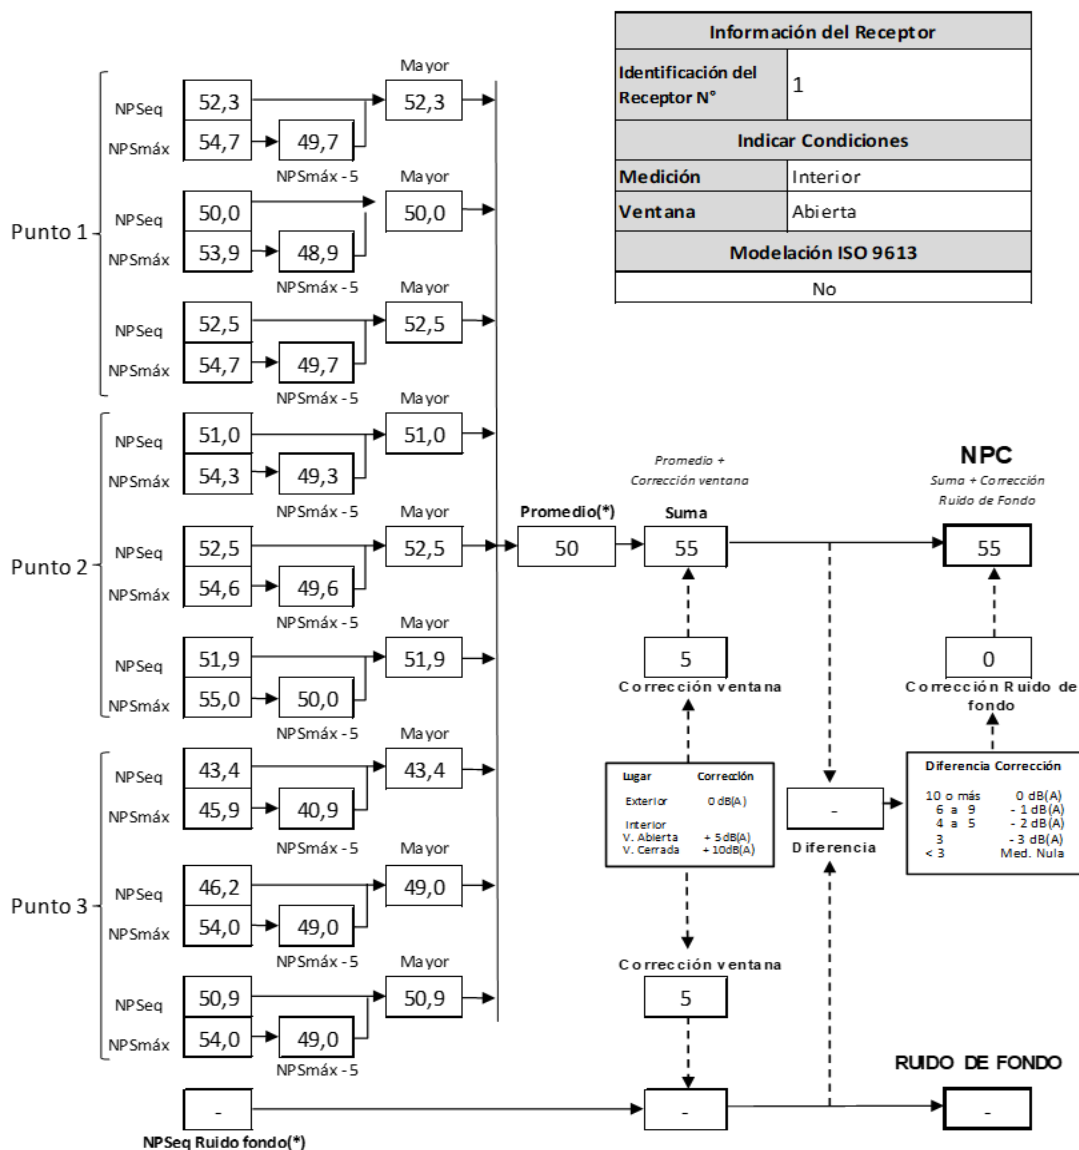 Información del Receptor
Identificación del
Receptor N°
1
Indicar Condiciones
Medición
Interior
Ventana
Abierta
Modelación ISO 9613
No
Punto 1
Mayor
NPSeq
52,3
52,3
NPSmáx
54,7
49,7
NPSmáx - 5
Mayor
NPSeq
50,0
50,0
NPSmáx
53,9
48,9
NPSmáx - 5
Mayor
NPSeq
52,5
52,5
NPSmáx
54,7
49,7
NPSmáx - 5
Punto 2
Mayor
NPSeq
51,0
51,0
NPSmáx
54,3
49,3
NPSmáx - 5
Mayor
NPSeq
52,5
52,5
NPSmáx
54,6
49,6
NPSmáx - 5
Mayor
NPSeq
51,9
51,9
NPSmáx
55,0
50,0
NPSmáx - 5
Punto 3
Mayor
NPSeq
43,4
43,4
NPSmáx
45,9
40,9
NPSmáx - 5
Mayor
NPSeq
46,2
49,0
NPSmáx
54,0
49,0
NPSmáx - 5
Mayor
NPSeq
50,9
50,9
NPSmáx
54,0
49,0
NPSmáx - 5
Promedio(*)
50
Promedio +
Corrección ventana
Suma
55
5
Corrección ventana
Lugar Corrección
Exterior 0 dB(A)
Interior
V. Abierta + 5dB(A)
V. Cerrada + 10dB(A)
Corrección ventana
5
-
Diferencia
NPC
Suma + Corrección
Ruido de Fondo
55
0
Corrección Ruido de
fondo
Diferencia Corrección
10 o más 0 dB(A)
6 a 9 - 1 dB(A)
4 a 5 - 2 dB(A)
3 - 3 dB(A)
< 3 Med. Nula
RUIDO DE FONDO
-
-
-
NPSeq Ruido fondo(*)